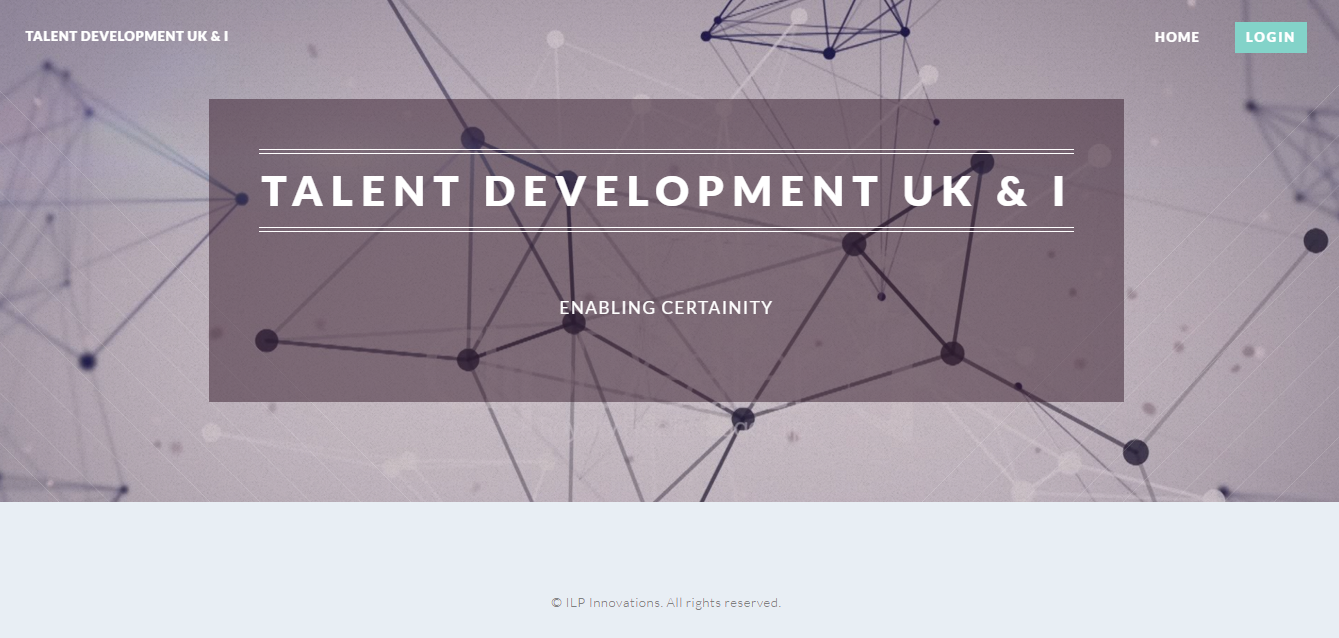 TALENT DEVELOPMENT UK & I
HOME
LOGIN
TALENT DEVELOPMENT UK & I
ENABLING CERTAINITY
© ILP Innovations. All rights reserved.